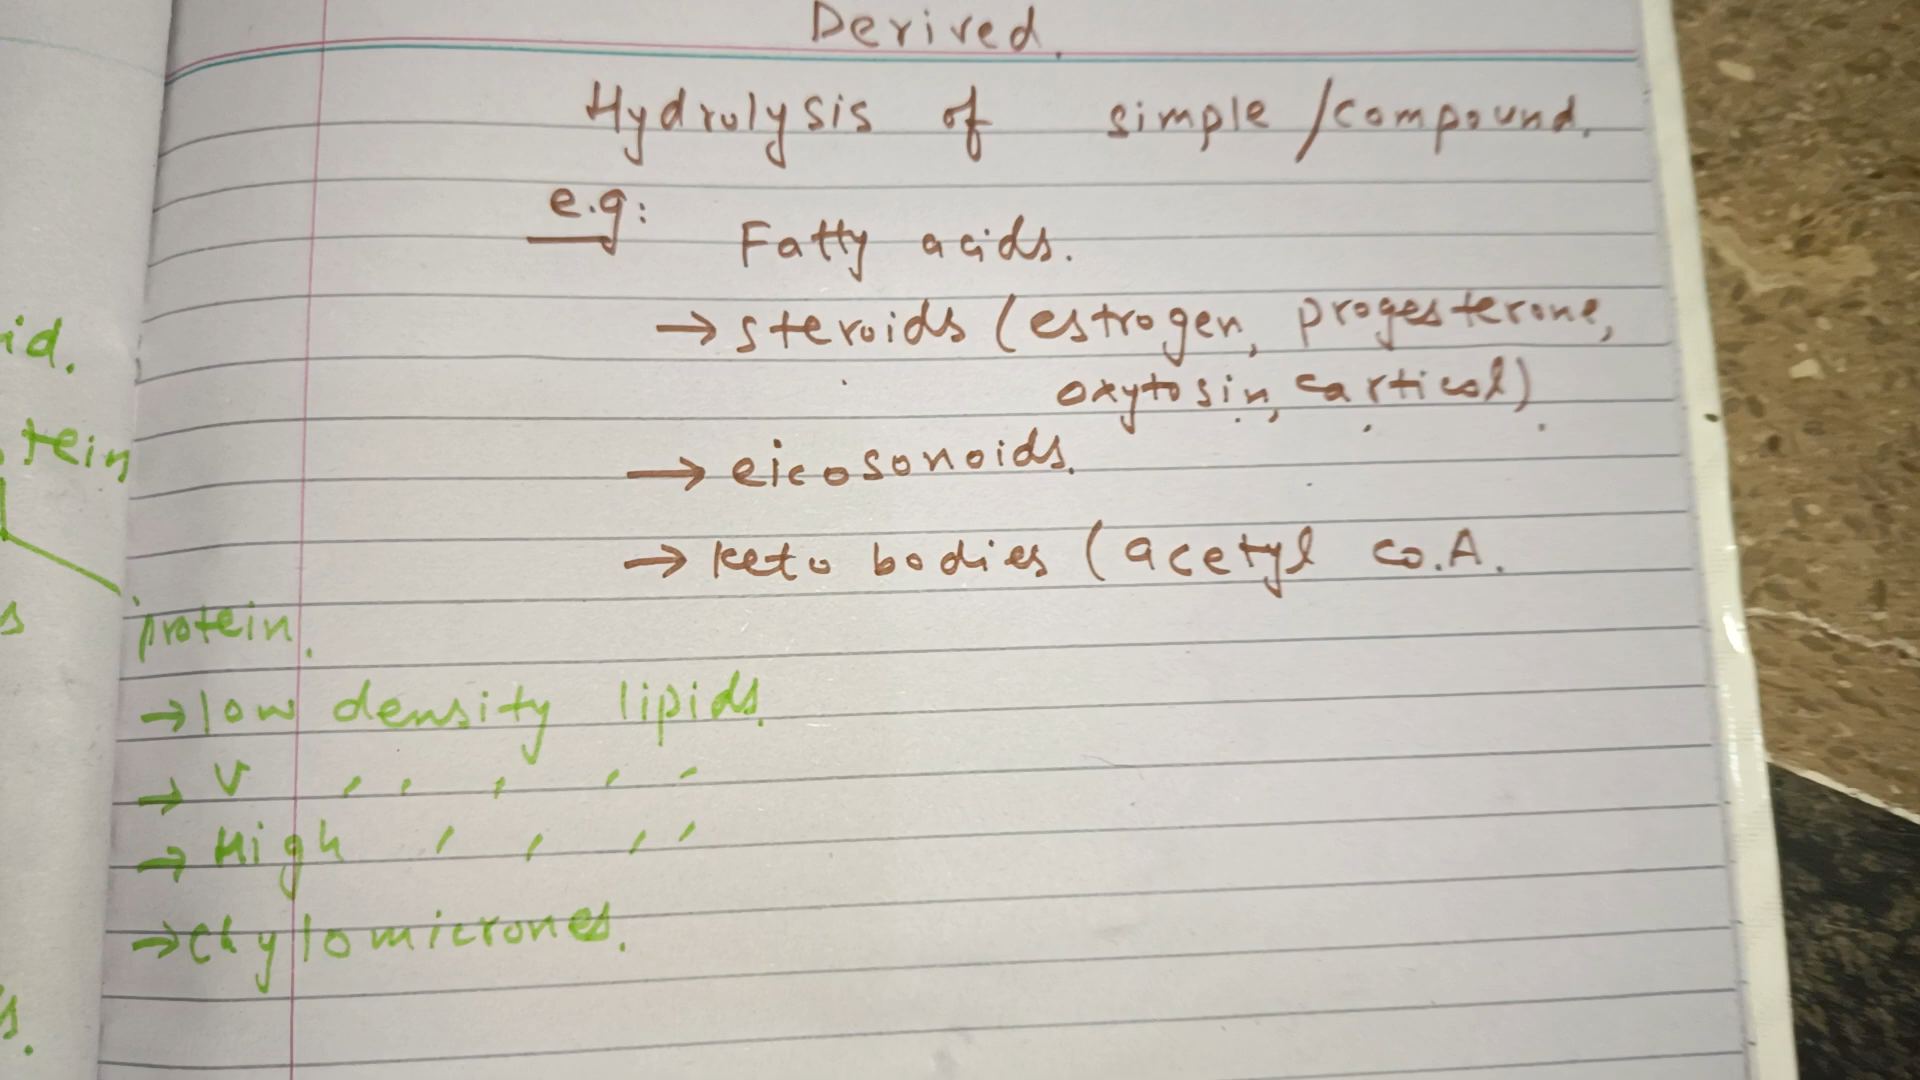 Derived.
Hydrolysis of simple /compound.
e.g:
Fatty acids.
→ steroids (estrogen, progesterone,
oxytosin, carticol)
→ eicosonoids.
→ keto bodies (acetyl co.A.
id.
tein
protein.
→ low density lipids.
→ V , , , , ,
→ High , , , ,
→ chylomicrones.